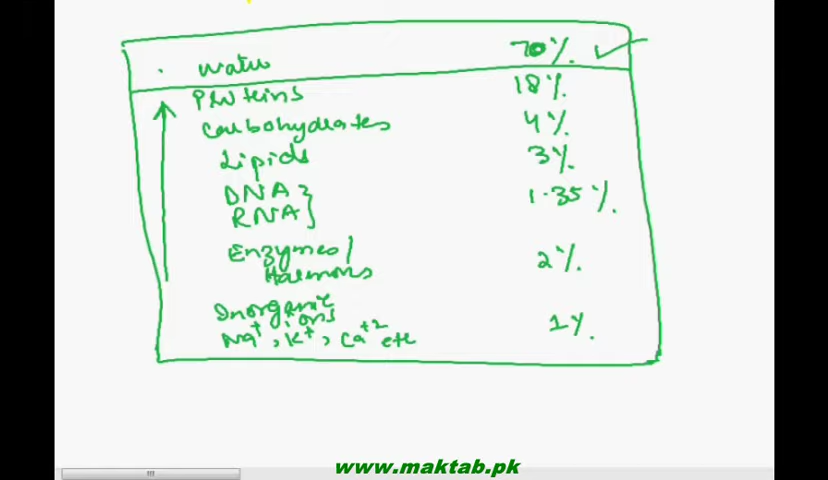 Water 70% ✓
Proteins 18%
Carbohydrates 4%
Lipids 3%
DNA }
RNA } 1.35%
Enzymes/
Haemons 2%
Inorganic
ions 1%
Na+, K+, Ca+2 etc
www.maktab.pk